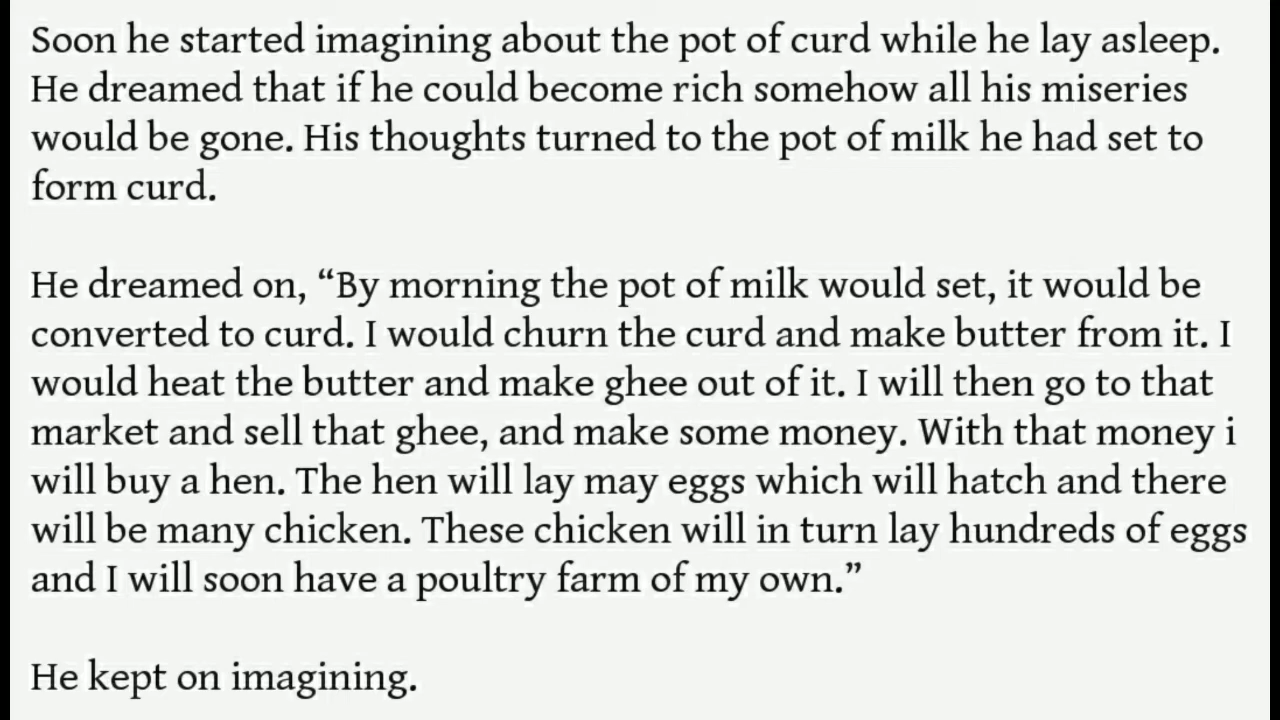 Soon he started imagining about the pot of curd while he lay asleep.
He dreamed that if he could become rich somehow all his miseries
would be gone. His thoughts turned to the pot of milk he had set to
form curd.
He dreamed on, “By morning the pot of milk would set, it would be
converted to curd. I would churn the curd and make butter from it. I
would heat the butter and make ghee out of it. I will then go to that
market and sell that ghee, and make some money. With that money i
will buy a hen. The hen will lay may eggs which will hatch and there
will be many chicken. These chicken will in turn lay hundreds of eggs
and I will soon have a poultry farm of my own.”
He kept on imagining.